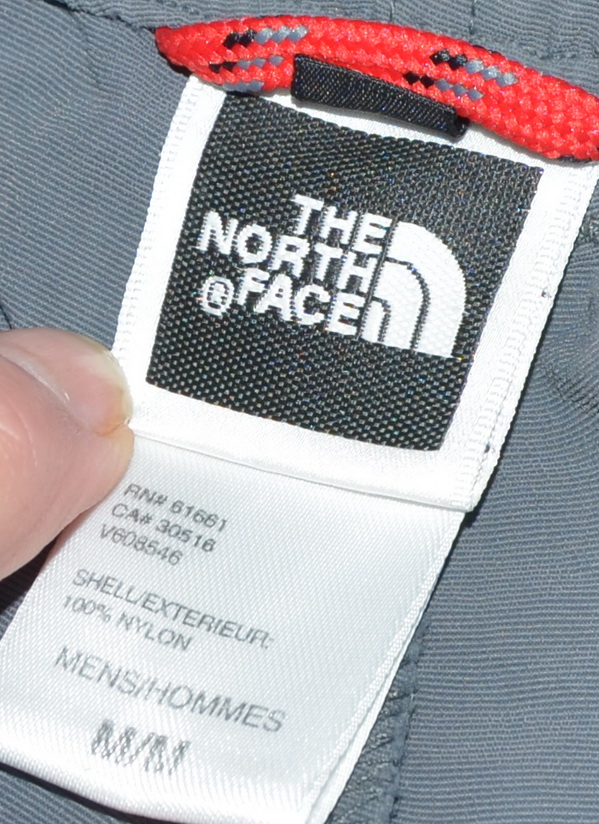 THE
NORTH
®FACE
RN# 61661
CA# 30516
V608546
SHELL/EXTERIEUR:
100% NYLON
MENS/HOMMES
M/M